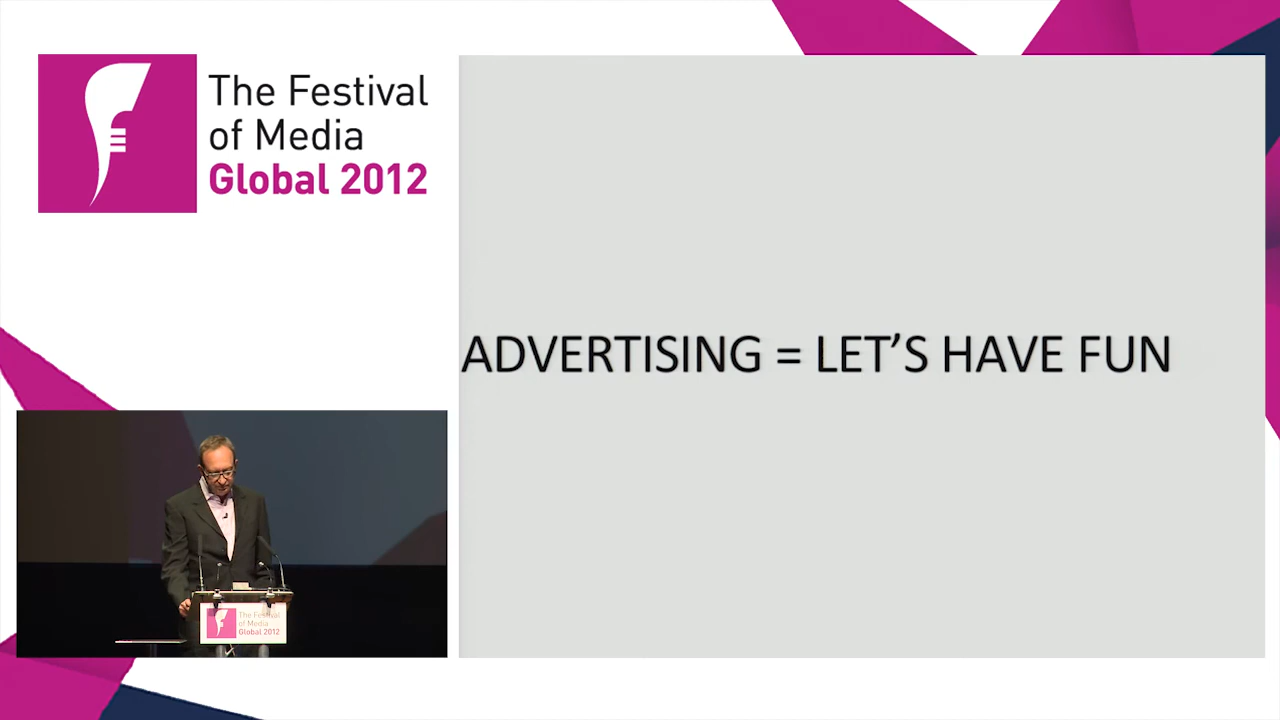 The Festival
of Media
Global 2012
ADVERTISING = LET’S HAVE FUN
The Festival
of Media
Global 2012